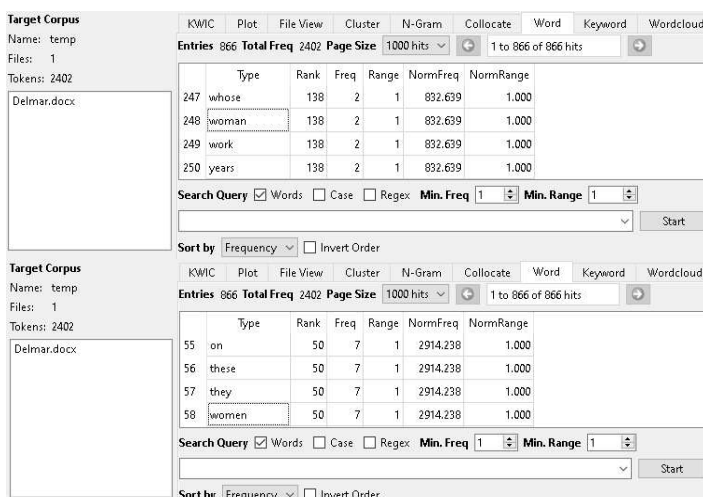 Target Corpus
Name: temp
Files: 1
Tokens: 2402
Delmar.docx
KWIC Plot File View Cluster N-Gram Collocate Word Keyword Wordcloud
Entries 866 Total Freq 2402 Page Size 1000 hits 1 to 866 of 866 hits
Type Rank Freq Range NormFreq NormRange
247 whose 138 2 1 832.639 1.000
248 woman 138 2 1 832.639 1.000
249 work 138 2 1 832.639 1.000
250 years 138 2 1 832.639 1.000
Search Query Words Case Regex Min. Freq 1 Min. Range 1
Start
Sort by Frequency Invert Order
Target Corpus
Name: temp
Files: 1
Tokens: 2402
Delmar.docx
KWIC Plot File View Cluster N-Gram Collocate Word Keyword Wordcloud
Entries 866 Total Freq 2402 Page Size 1000 hits 1 to 866 of 866 hits
Type Rank Freq Range NormFreq NormRange
55 on 50 7 1 2914.238 1.000
56 these 50 7 1 2914.238 1.000
57 they 50 7 1 2914.238 1.000
58 women 50 7 1 2914.238 1.000
Search Query Words Case Regex Min. Freq 1 Min. Range 1
Start
Sort by Frequency Invert Order